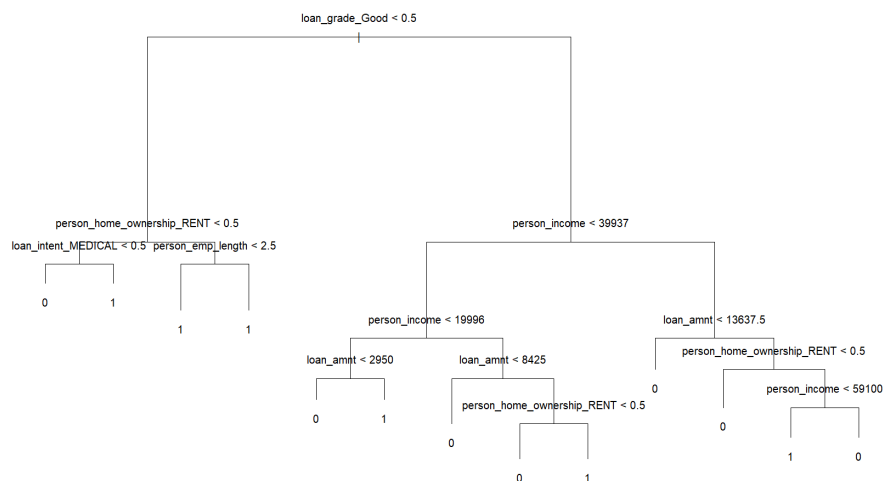 loan_grade_Good < 0.5
person_home_ownership_RENT < 0.5
person_income < 39937
loan_intent_MEDICAL < 0.5
person_emp_length < 2.5
0
1
1
1
person_income < 19996
loan_amnt < 13637.5
loan_amnt < 2950
loan_amnt < 8425
person_home_ownership_RENT < 0.5
0
person_income < 59100
person_home_ownership_RENT < 0.5
0
1
0
0
1
0
0
1